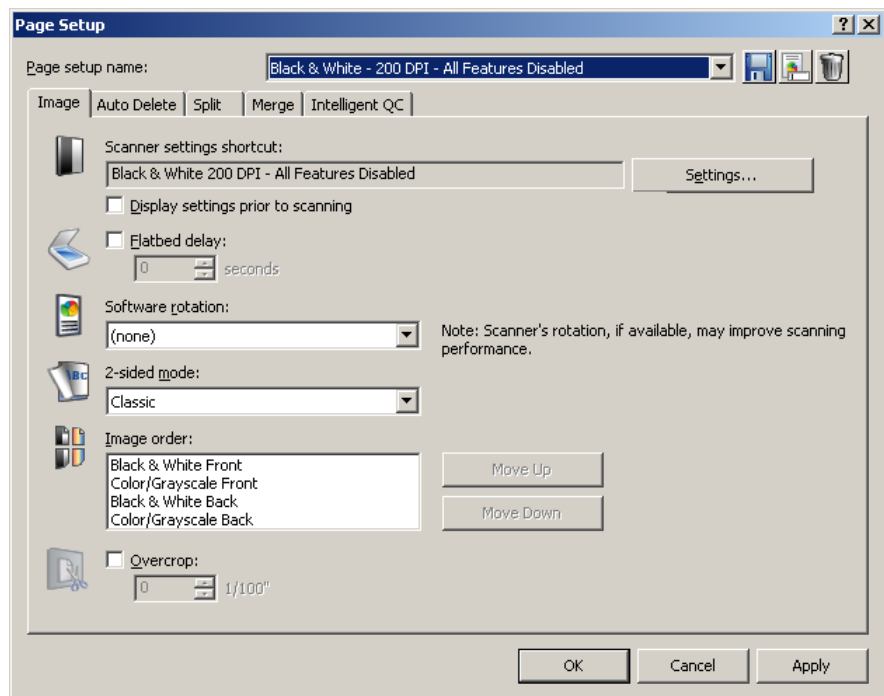 Page Setup
Page setup name:
Black & White - 200 DPI - All Features Disabled
Image
Auto Delete
Split
Merge
Intelligent QC
Scanner settings shortcut:
Black & White 200 DPI - All Features Disabled
Settings...
Display settings prior to scanning
Flatbed delay:
0
seconds
Software rotation:
(none)
Note: Scanner's rotation, if available, may improve scanning
performance.
ABC
2-sided mode:
Classic
Image order:
Black & White Front
Color/Grayscale Front
Black & White Back
Color/Grayscale Back
Move Up
Move Down
Overcrop:
0
1/100"
OK
Cancel
Apply